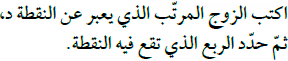 اكتب الزوج المرتّب الذي يعبر عن النقطة د،
ثمّ حدّد الربع الذي تقع فيه النقطة.